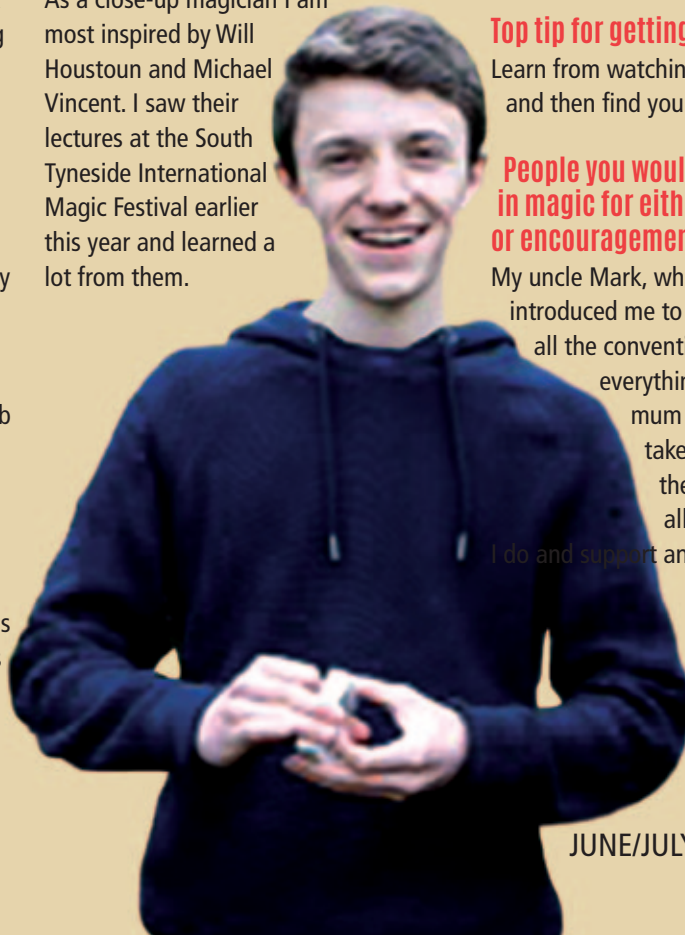 g
y
b
s
As a close-up magician I am
most inspired by Will
Houstoun and Michael
Vincent. I saw their
lectures at the South
Tyneside International
Magic Festival earlier
this year and learned a
lot from them.
Top tip for getting
Learn from watchin
and then find you
People you woul
in magic for eith
or encouragemen
My uncle Mark, wh
introduced me to
all the convent
everythin
mum
take
the
all
I do and support an
JUNE/JULY